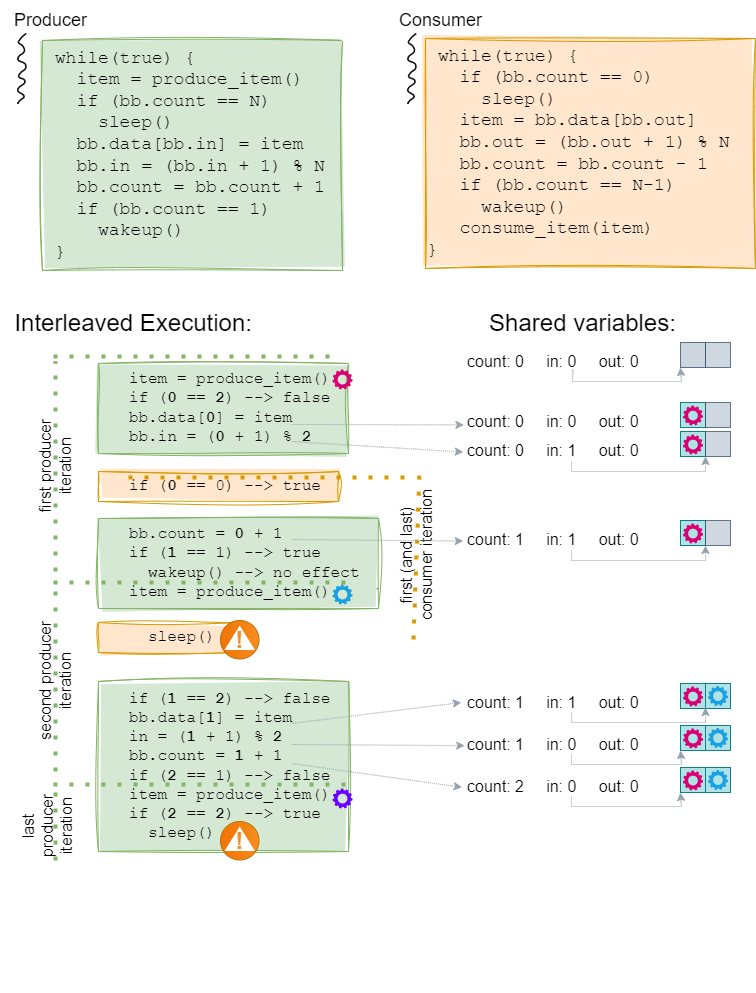 Producer
while(true) {
item = produce_item()
if (bb.count == N)
sleep()
bb.data[bb.in] = item
bb.in = (bb.in + 1) % N
bb.count = bb.count + 1
if (bb.count == 1)
wakeup()
}
Consumer
while(true) {
if (bb.count == 0)
sleep()
item = bb.data[bb.out]
bb.out = (bb.out + 1) % N
bb.count = bb.count - 1
if (bb.count == N-1)
wakeup()
consume_item(item)
}
Interleaved Execution:
Shared variables:
count: 0 in: 0 out: 0
first producer
iteration
item = produce_item()
if (0 == 2) --> false
bb.data[0] = item
bb.in = (0 + 1) % 2
count: 0 in: 0 out: 0
count: 0 in: 1 out: 0
if (0 == 0) --> true
first (and last)
consumer iteration
bb.count = 0 + 1
if (1 == 1) --> true
wakeup() --> no effect
item = produce_item()
count: 1 in: 1 out: 0
second producer
iteration
sleep()
if (1 == 2) --> false
bb.data[1] = item
in = (1 + 1) % 2
bb.count = 1 + 1
if (2 == 1) --> false
item = produce_item()
if (2 == 2) --> true
sleep()
count: 1 in: 1 out: 0
count: 1 in: 0 out: 0
count: 2 in: 0 out: 0
last
producer
iteration